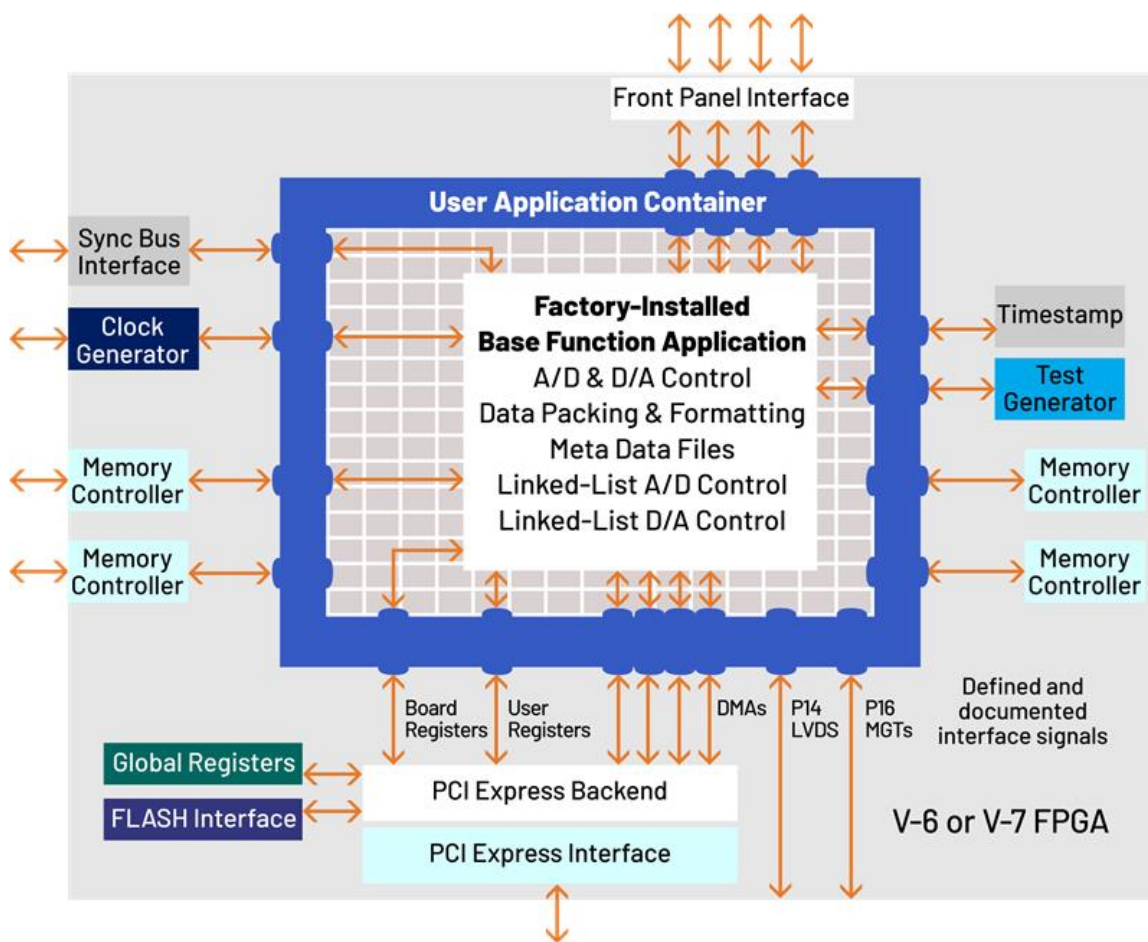 Front Panel Interface
User Application Container
Sync Bus
Interface
Clock
Generator
Memory
Controller
Memory
Controller
Factory-Installed
Base Function Application
A/D & D/A Control
Data Packing & Formatting
Meta Data Files
Linked-List A/D Control
Linked-List D/A Control
Timestamp
Test
Generator
Memory
Controller
Memory
Controller
Board
Registers
User
Registers
DMAs
P14
LVDS
P16
MGTs
Defined and
documented
interface signals
Global Registers
FLASH Interface
PCI Express Backend
PCI Express Interface
V-6 or V-7 FPGA